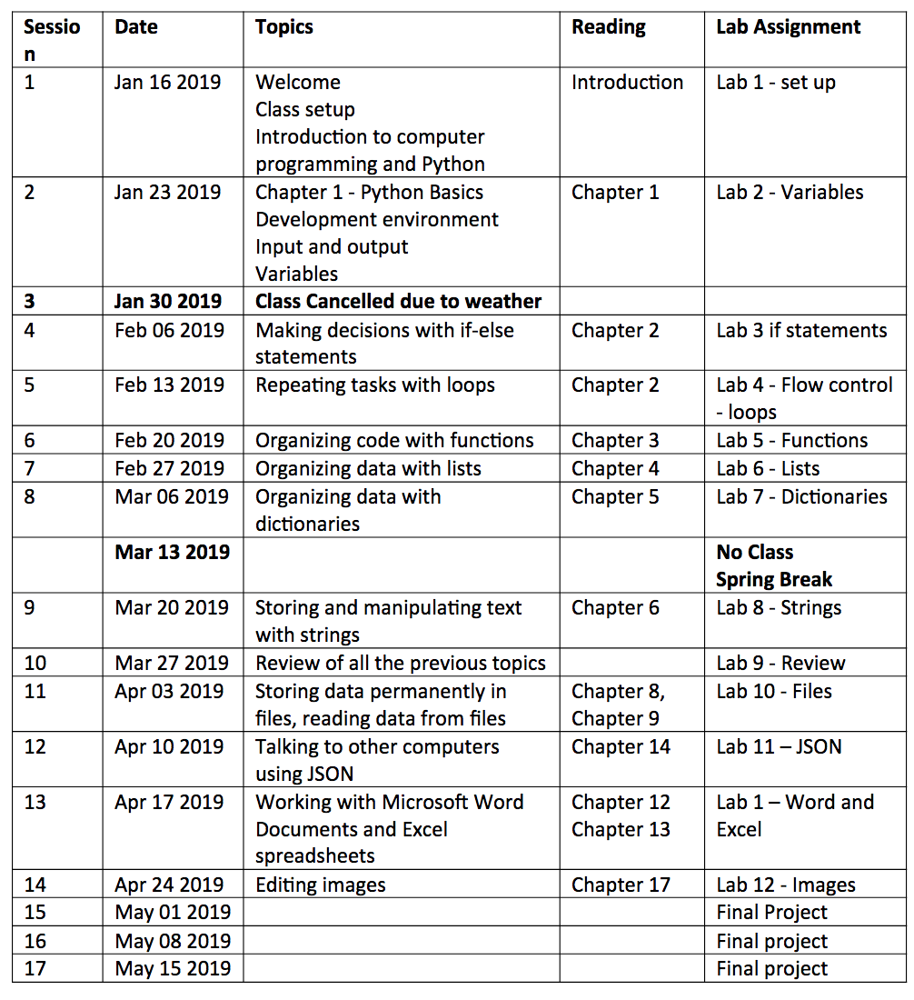 Sessio
n
Date
Topics
Reading
Lab Assignment
1
Jan 16 2019
Welcome
Class setup
Introduction to computer
programming and Python
Introduction
Lab 1 - set up
2
Jan 23 2019
Chapter 1 - Python Basics
Development environment
Input and output
Variables
Chapter 1
Lab 2 - Variables
3
Jan 30 2019
Class Cancelled due to weather
4
Feb 06 2019
Making decisions with if-else
statements
Chapter 2
Lab 3 if statements
5
Feb 13 2019
Repeating tasks with loops
Chapter 2
Lab 4 - Flow control
- loops
6
Feb 20 2019
Organizing code with functions
Chapter 3
Lab 5 - Functions
7
Feb 27 2019
Organizing data with lists
Chapter 4
Lab 6 - Lists
8
Mar 06 2019
Organizing data with
dictionaries
Chapter 5
Lab 7 - Dictionaries
Mar 13 2019
No Class
Spring Break
9
Mar 20 2019
Storing and manipulating text
with strings
Chapter 6
Lab 8 - Strings
10
Mar 27 2019
Review of all the previous topics
Lab 9 - Review
11
Apr 03 2019
Storing data permanently in
files, reading data from files
Chapter 8,
Chapter 9
Lab 10 - Files
12
Apr 10 2019
Talking to other computers
using JSON
Chapter 14
Lab 11 – JSON
13
Apr 17 2019
Working with Microsoft Word
Documents and Excel
spreadsheets
Chapter 12
Chapter 13
Lab 1 – Word and
Excel
14
Apr 24 2019
Editing images
Chapter 17
Lab 12 - Images
15
May 01 2019
Final Project
16
May 08 2019
Final project
17
May 15 2019
Final project